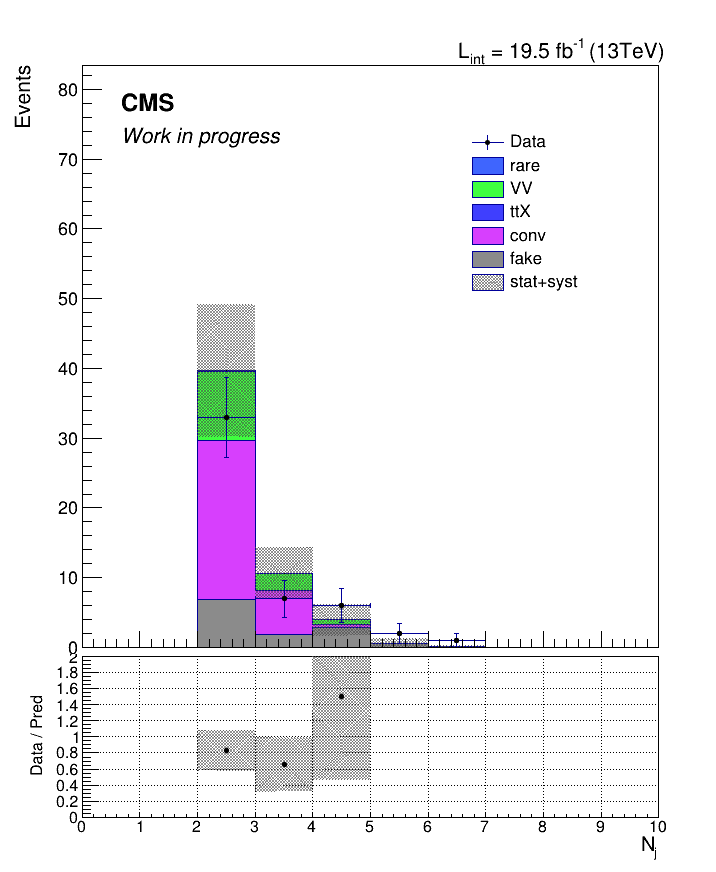 L_int = 19.5 fb^-1 (13TeV)
Events
CMS
Work in progress
Data
rare
VV
ttX
conv
fake
stat+syst
80
70
60
50
40
30
20
10
0
Data / Pred
2
1.8
1.6
1.4
1.2
1
0.8
0.6
0.4
0.2
0
0 1 2 3 4 5 6 7 8 9 10
N_j